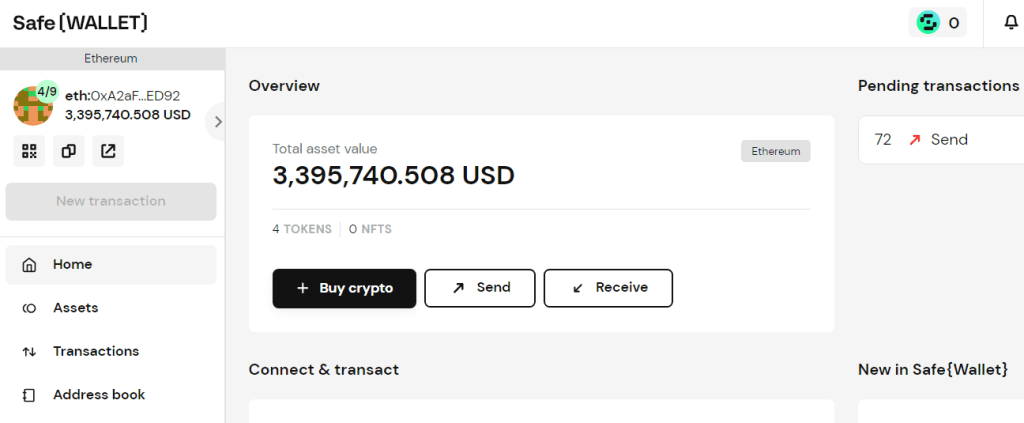 Safe{WALLET}
0
Ethereum
4/9
eth:0xA2aF...ED92
3,395,740.508 USD
New transaction
Home
Assets
Transactions
Address book
Overview
Total asset value
Ethereum
3,395,740.508 USD
4 TOKENS 0 NFTS
Buy crypto
Send
Receive
Connect & transact
Pending transactions
72 Send
New in Safe{Wallet}